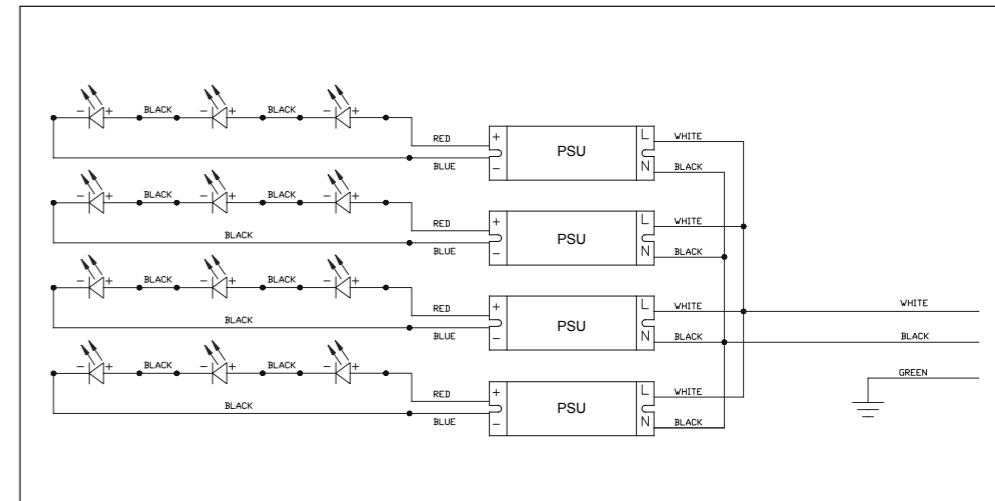 - + BLACK - + BLACK - +
RED + PSU L WHITE
BLUE - N BLACK
- + BLACK - + BLACK - +
RED + PSU L WHITE
BLACK BLUE - N BLACK
- + BLACK - + BLACK - +
RED + PSU L WHITE WHITE
BLACK BLUE - N BLACK BLACK
- + BLACK - + BLACK - +
GREEN
RED + PSU L WHITE
BLACK BLUE - N BLACK